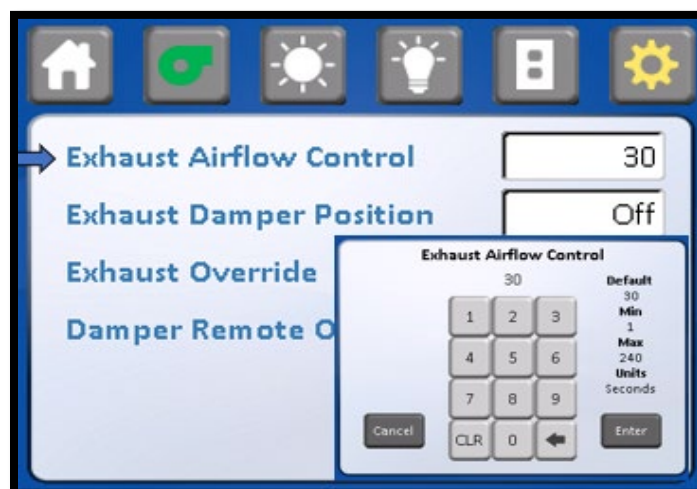 Exhaust Airflow Control 30
Exhaust Damper Position Off
Exhaust Override
Damper Remote O
Exhaust Airflow Control
30
Default
30
Min
1
Max
240
Units
Seconds
1 2 3
4 5 6
7 8 9
Cancel CLR 0 Enter